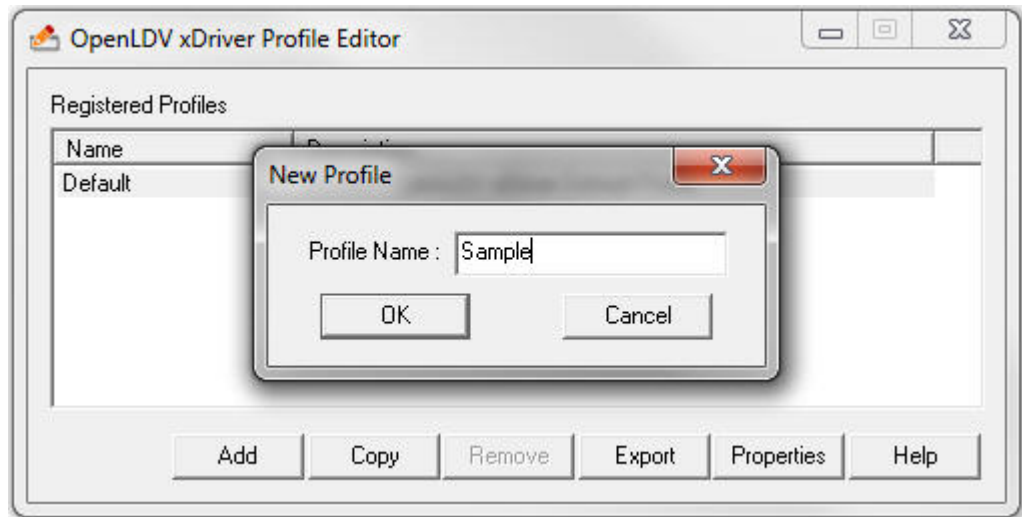 OpenLDV xDriver Profile Editor
Registered Profiles
Name
Default
New Profile
Profile Name : Sample
OK Cancel
Add Copy Remove Export Properties Help